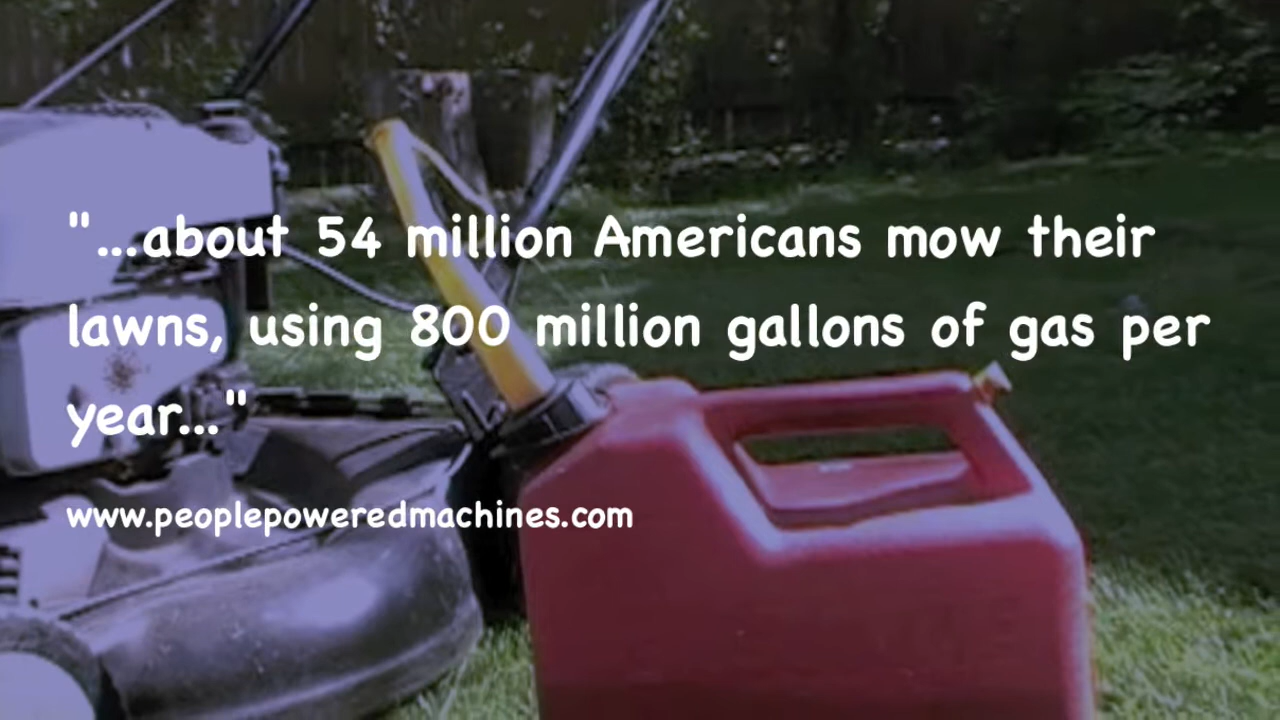 "...about 54 million Americans mow their
lawns, using 800 million gallons of gas per
year..."
www.peoplepoweredmachines.com